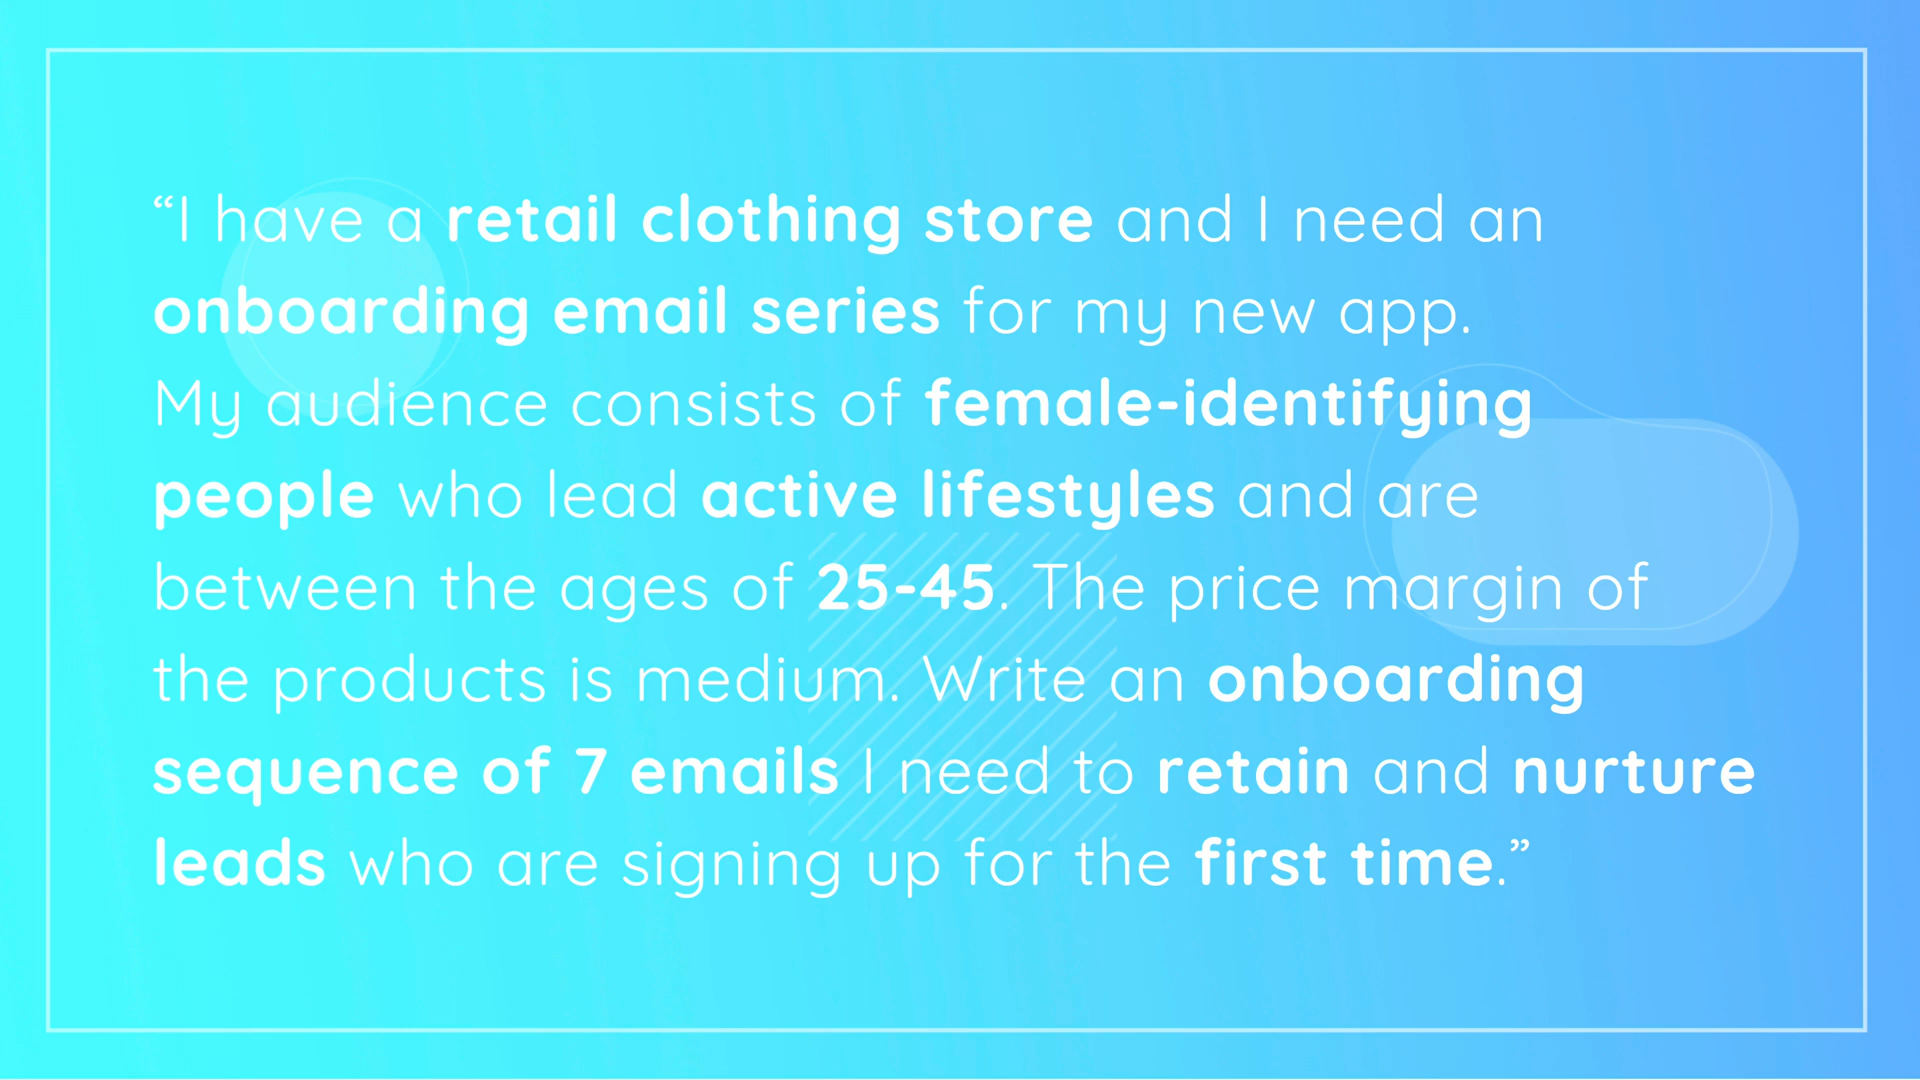 “I have a retail clothing store and I need an
onboarding email series for my new app.
My audience consists of female-identifying
people who lead active lifestyles and are
between the ages of 25-45. The price margin of
the products is medium. Write an onboarding
sequence of 7 emails I need to retain and nurture
leads who are signing up for the first time.”